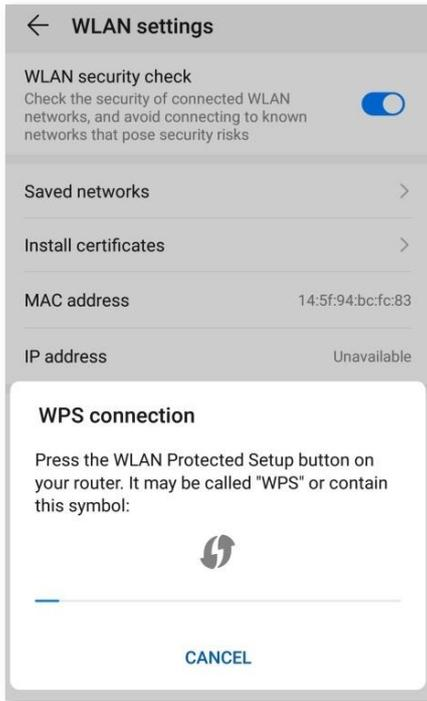 WLAN settings
WLAN security check
Check the security of connected WLAN
networks, and avoid connecting to known
networks that pose security risks
Saved networks
Install certificates
MAC address 14:5f:94:bc:fc:83
IP address Unavailable
WPS connection
Press the WLAN Protected Setup button on
your router. It may be called "WPS" or contain
this symbol:
CANCEL